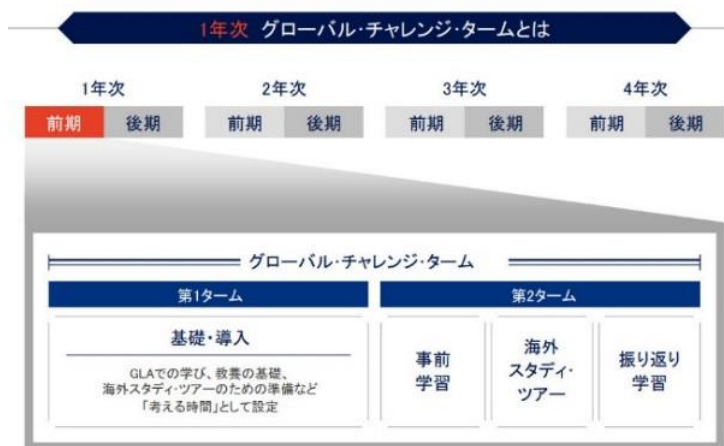 1年次 グローバル・チャレンジ・タームとは
1年次 2年次 3年次 4年次
前期 後期 前期 後期 前期 後期 前期 後期
グローバル・チャレンジ・ターム
第1ターム 第2ターム
基礎・導入
GLAでの学び、教養の基礎、
海外スタディ・ツアーのための準備など
「考える時間」として設定
事前
学習
海外
スタディ・
ツアー
振り返り
学習